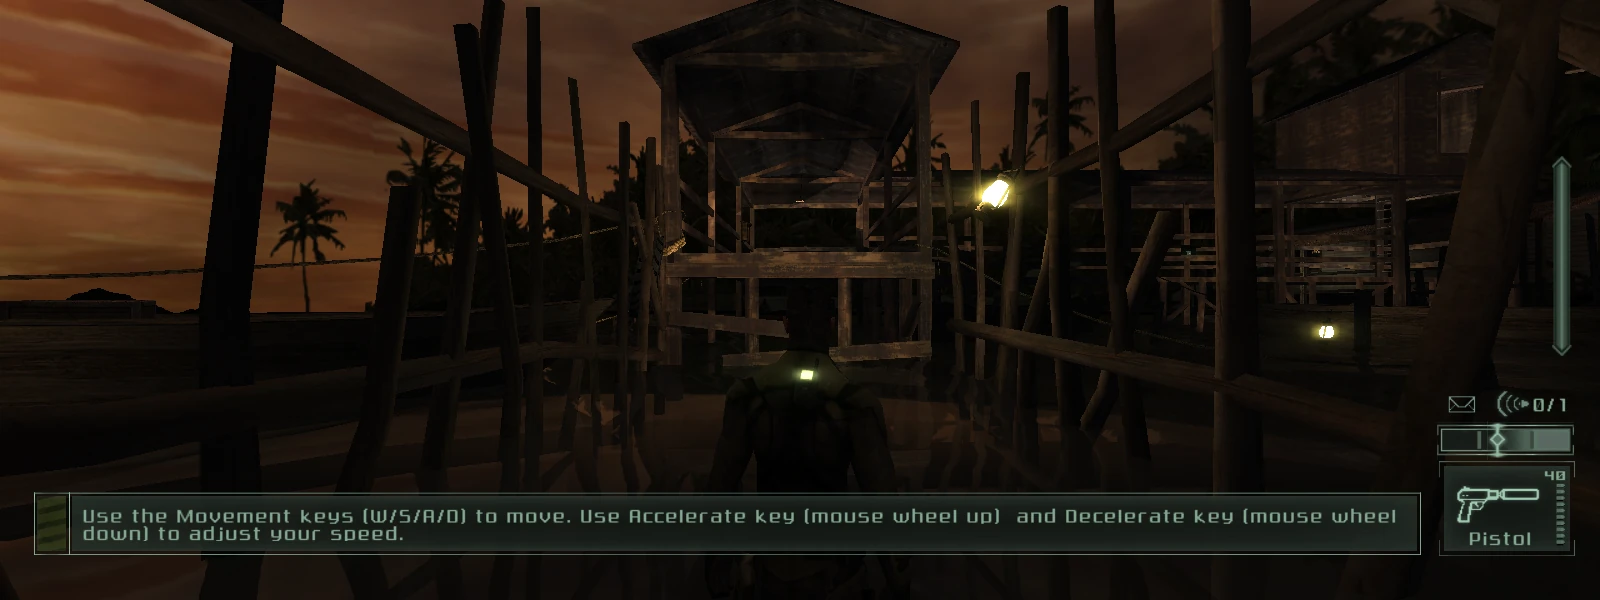 0/1
40
Use the Movement keys (W/S/A/D) to move. Use Accelerate key (mouse wheel up)  and Decelerate key (mouse wheel
down) to adjust your speed.
Pistol